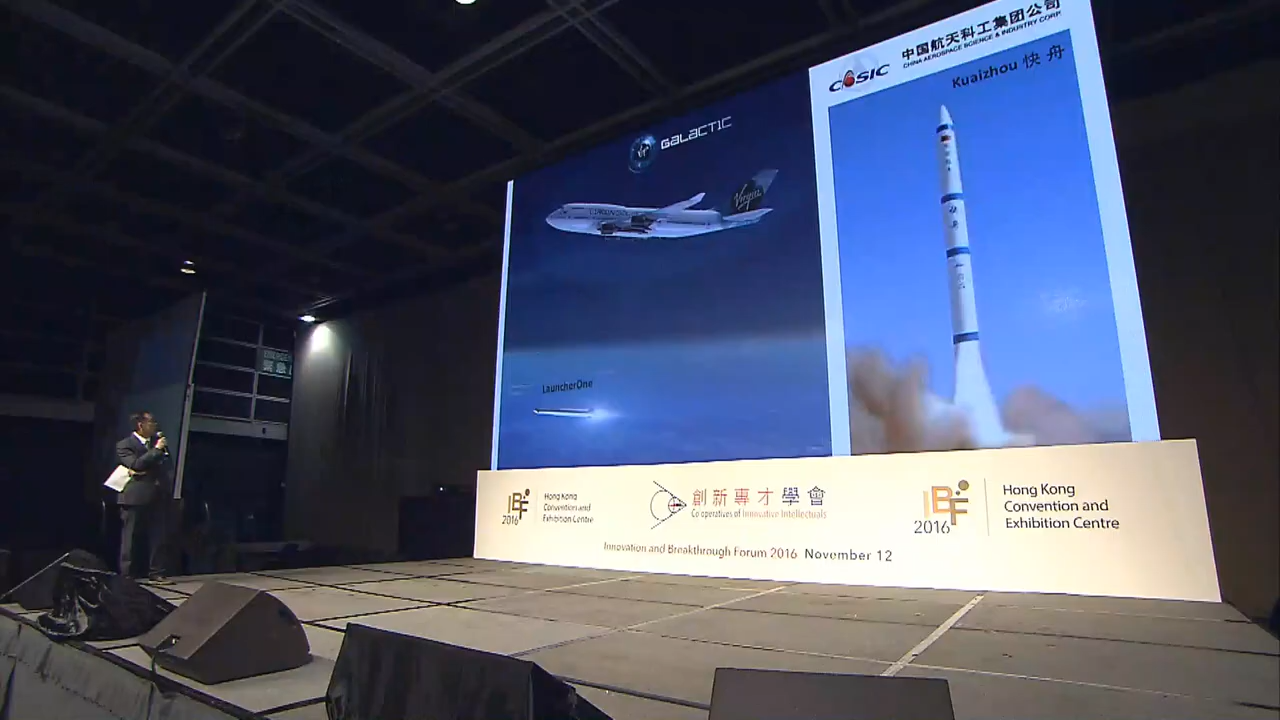 中国航天科工集团公司
CHINA AEROSPACE SCIENCE & INDUSTRY CORP
CASIC
Kuaizhou 快舟
GALACTIC
Virgin
LauncherOne
IBF
2016
Hong Kong
Convention and
Exhibition Centre
創新專才學會
Co-operatives of Innovative Intellectuals
IBF
2016
Hong Kong
Convention and
Exhibition Centre
Innovation and Breakthrough Forum 2016 November 12